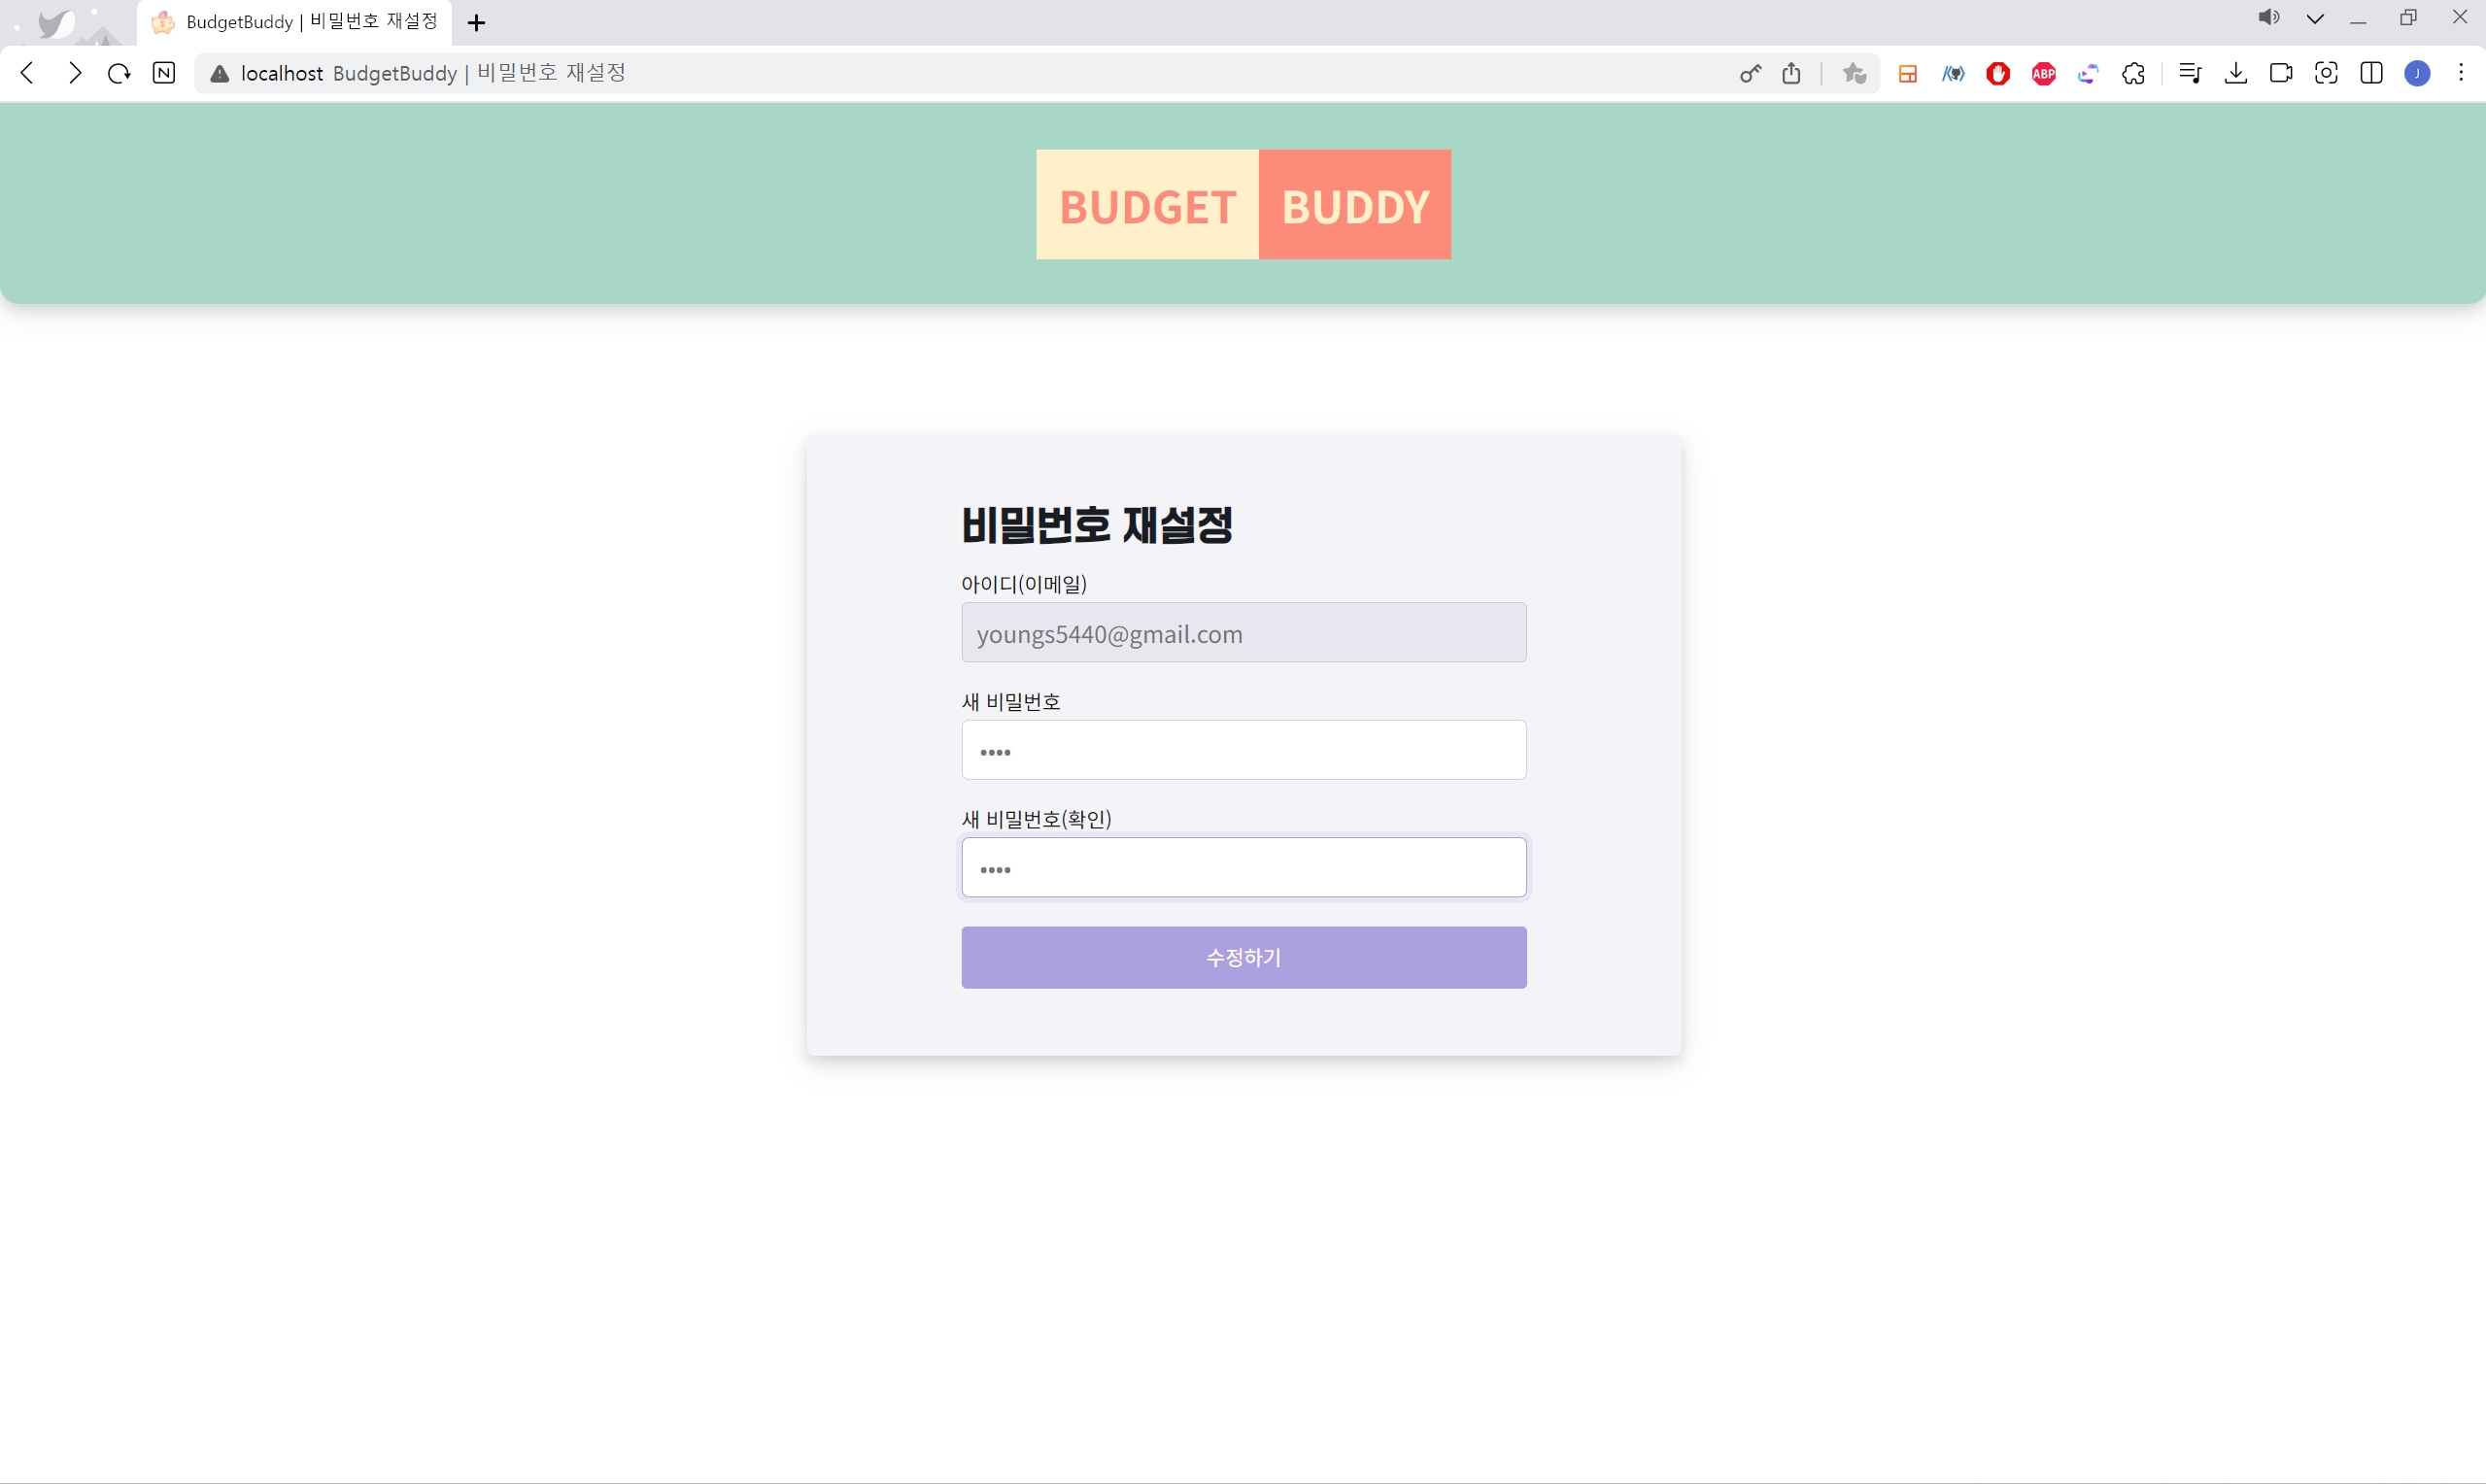 BudgetBuddy | 비밀번호 재설정
N localhost BudgetBuddy | 비밀번호 재설정 ABP J
BUDGET BUDDY
비밀번호 재설정
아이디(이메일)
youngs5440@gmail.com
새 비밀번호
••••
새 비밀번호(확인)
••••
수정하기